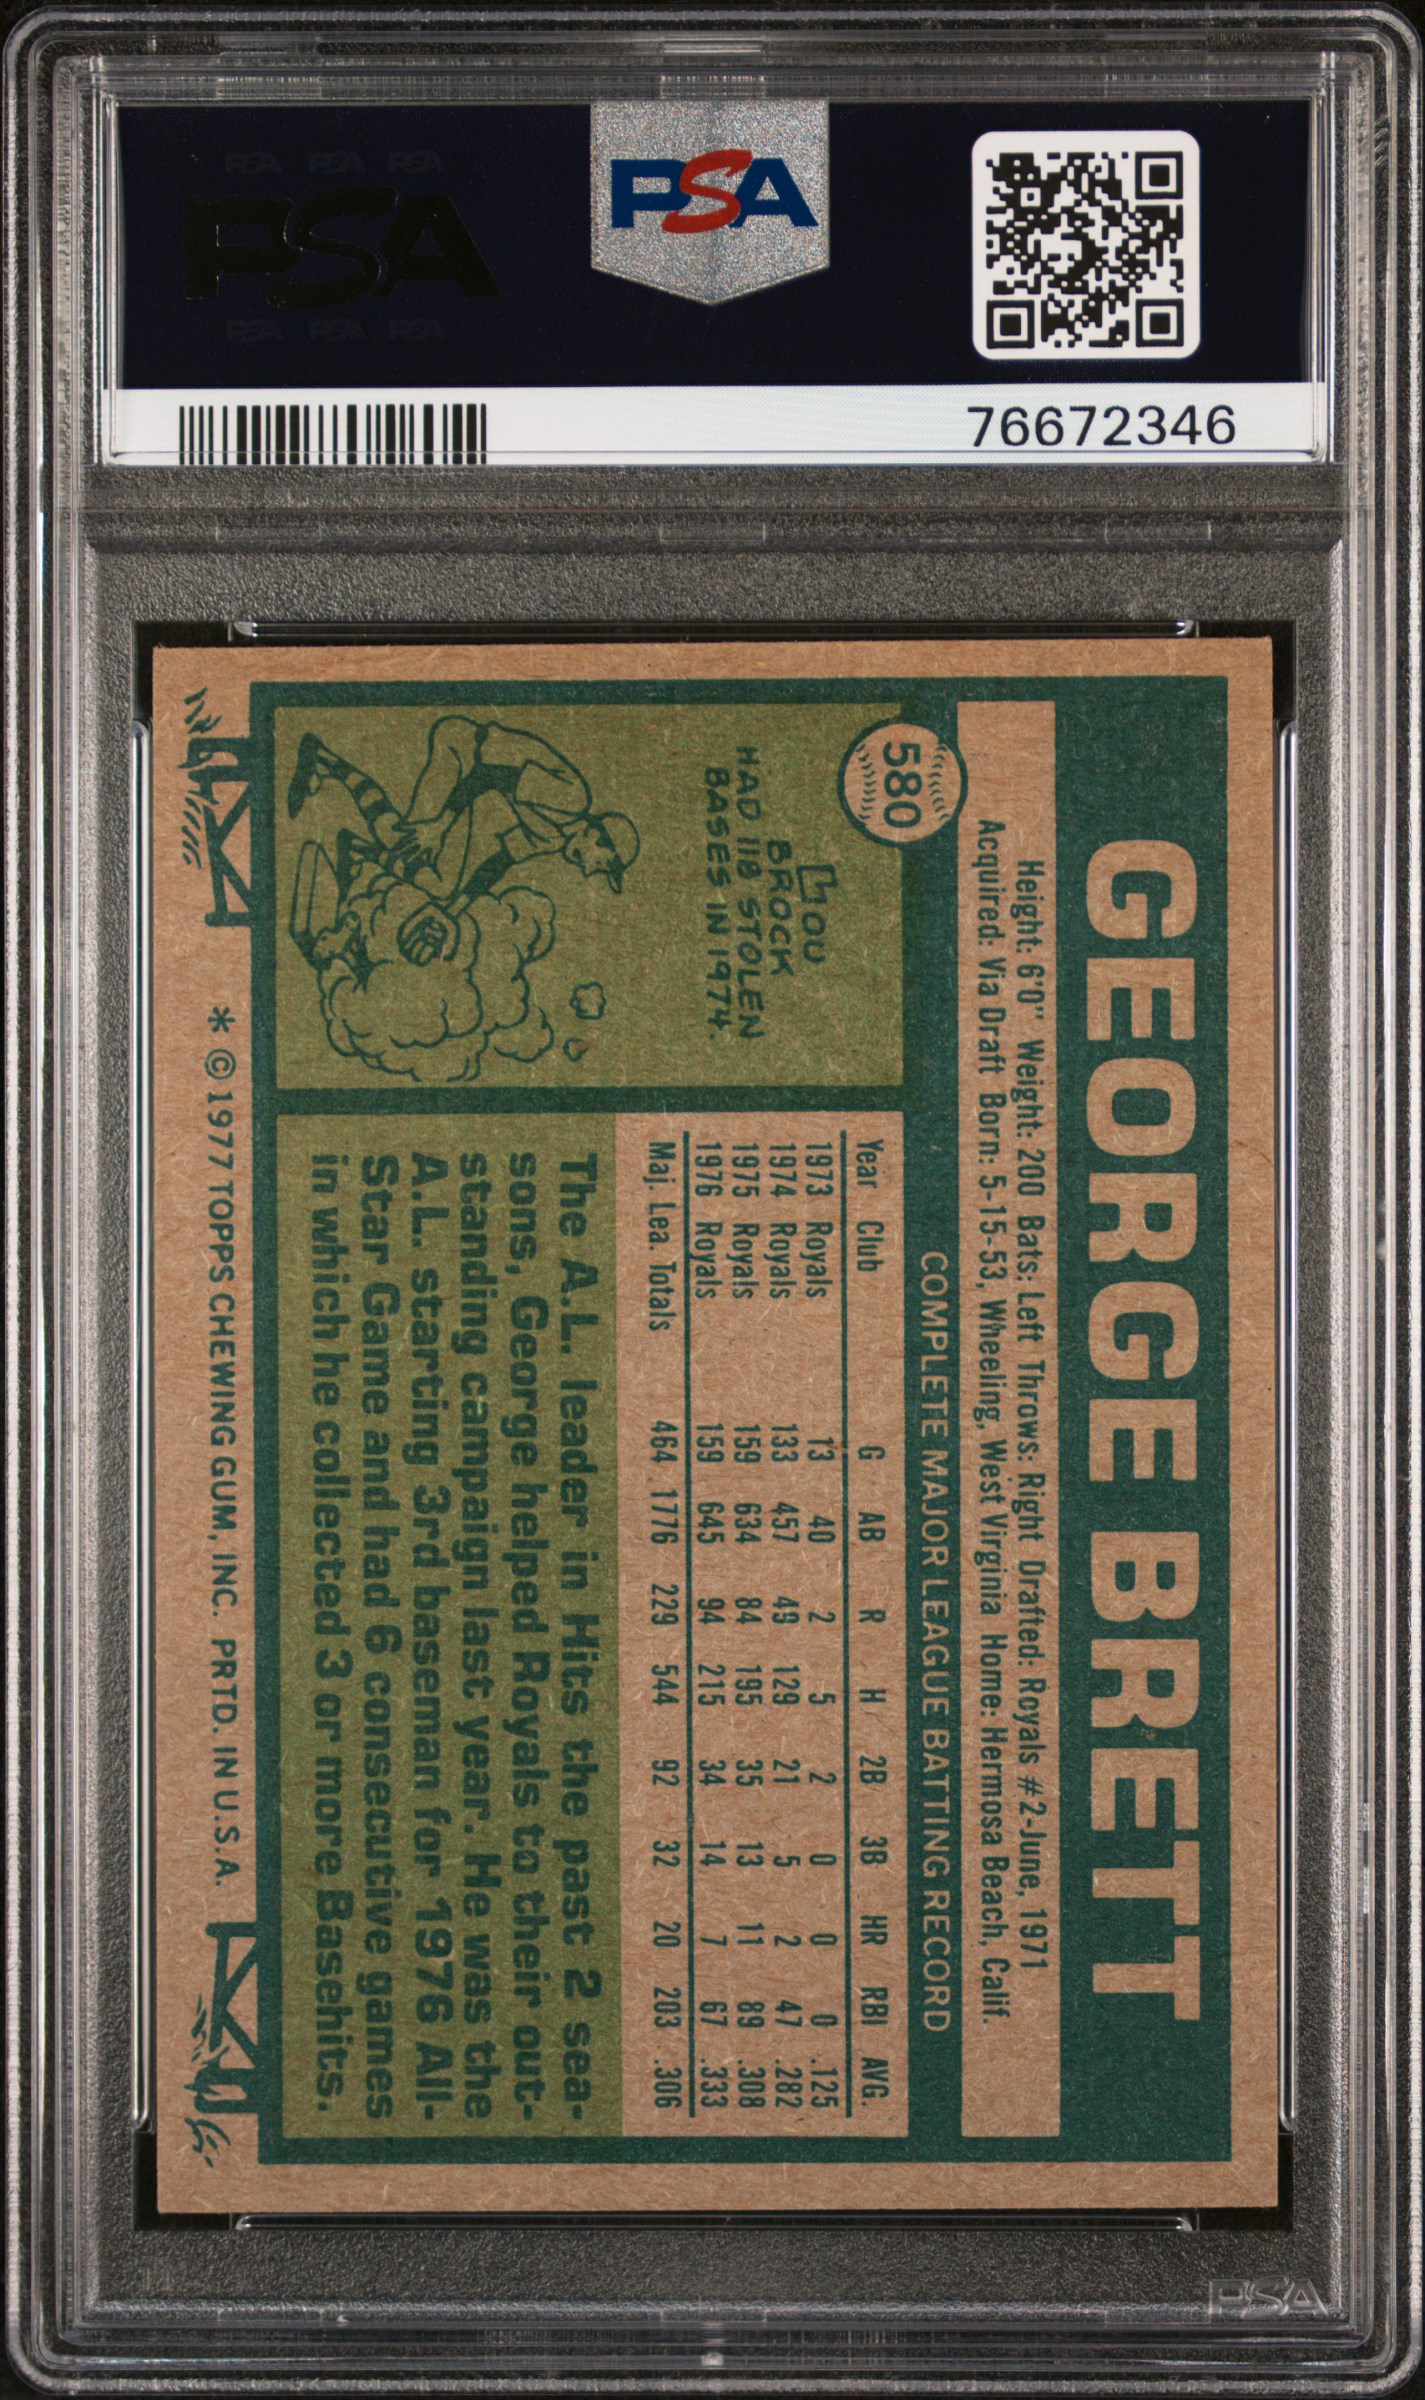 PSA PSA PSA
PSA
PSA PSA PSA
PSA
76672346
GEORGE BRETT
Height: 6'0" Weight: 200 Bats: Left Throws: Right Drafted: Royals #2-June, 1971
Acquired: Via Draft Born: 5-15-53, Wheeling, West Virginia Home: Hermosa Beach, Calif.
580
COMPLETE MAJOR LEAGUE BATTING RECORD
LOU
BROCK
HAD 118 STOLEN
BASES IN 1974.
Year Club G AB R H 2B 3B HR RBI AVG.
1973 Royals 13 40 2 5 2 0 0 0 .125
1974 Royals 133 457 49 129 21 5 2 47 .282
1975 Royals 159 634 84 195 35 13 11 89 .308
1976 Royals 159 645 94 215 34 14 7 67 .333
Maj. Lea. Totals 464 1776 229 544 92 32 20 203 .306
The A.L. leader in Hits the past 2 sea-
sons, George helped Royals to their out-
standing campaign last year. He was the
A.L. starting 3rd baseman for 1976 All-
Star Game and had 6 consecutive games
in which he collected 3 or more Basehits.
* © 1977 TOPPS CHEWING GUM, INC. PRTD. IN U.S.A.
PSA